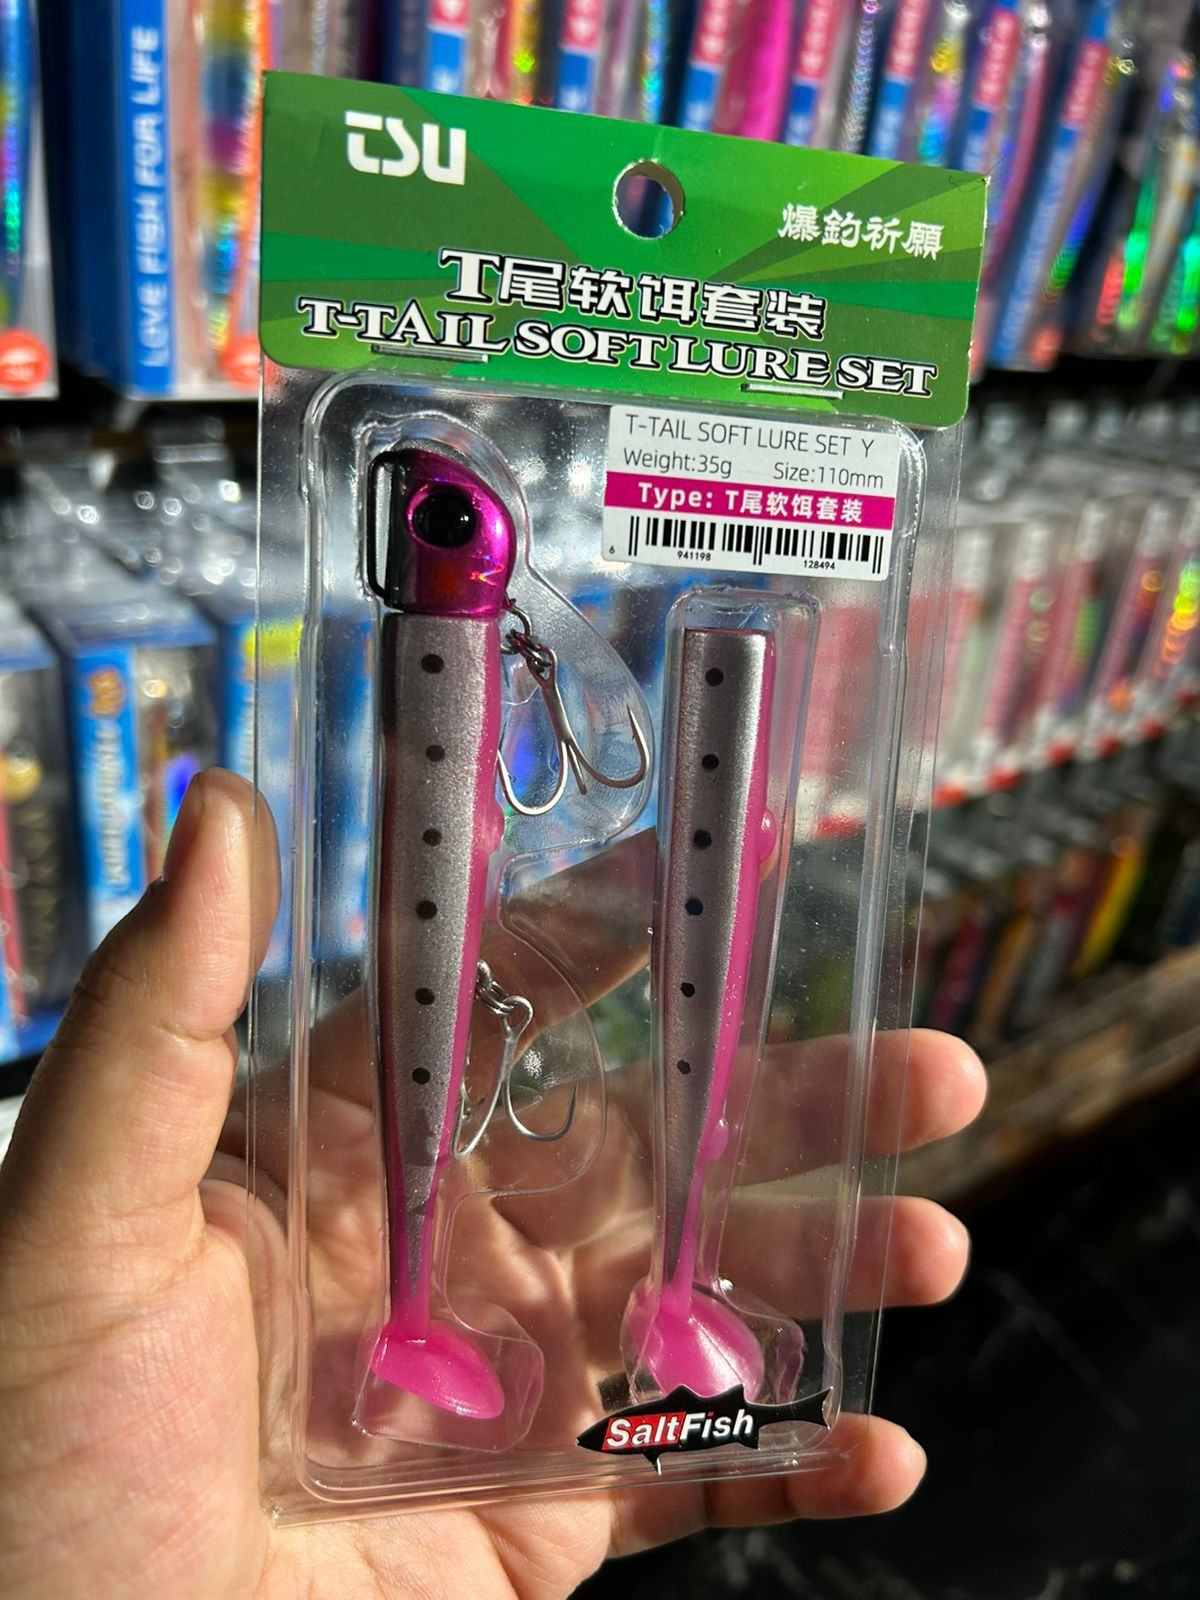 LOVE FISH FOR LIFE
TSU
爆釣祈願
T尾软饵套装
T-TAIL SOFT LURE SET
T-TAIL SOFT LURE SET Y
Weight:35g Size:110mm
Type: T尾软饵套装
6 941198 128494
SaltFish